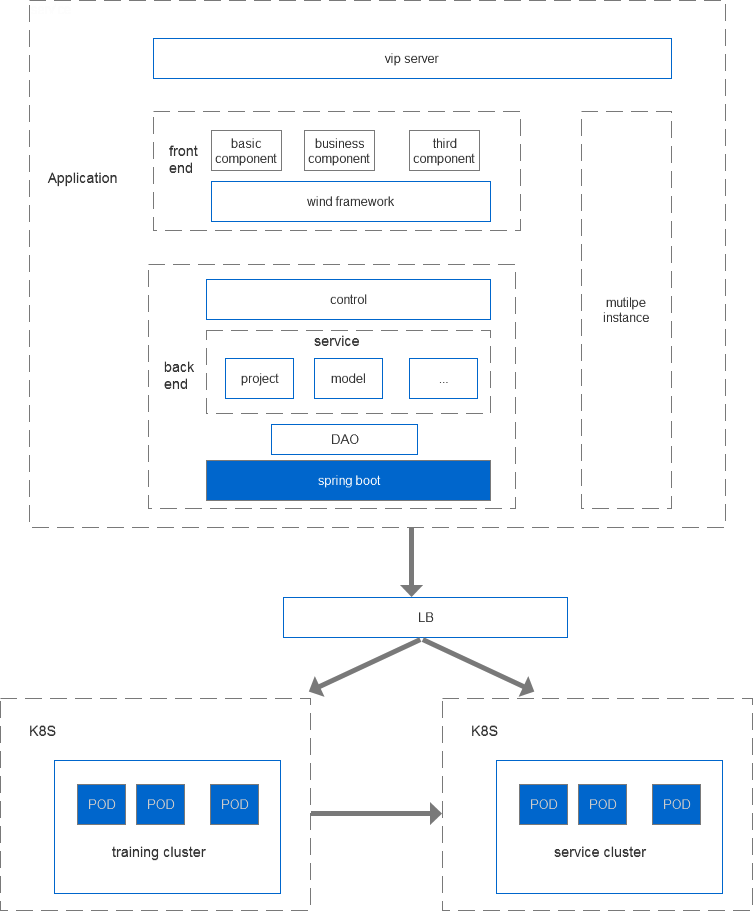 vip server
Application
front
end
basic
component
business
component
third
component
wind framework
mutilpe
instance
back
end
control
service
project
model
...
DAO
spring boot
LB
K8S
POD
POD
POD
training cluster
K8S
POD
POD
POD
service cluster